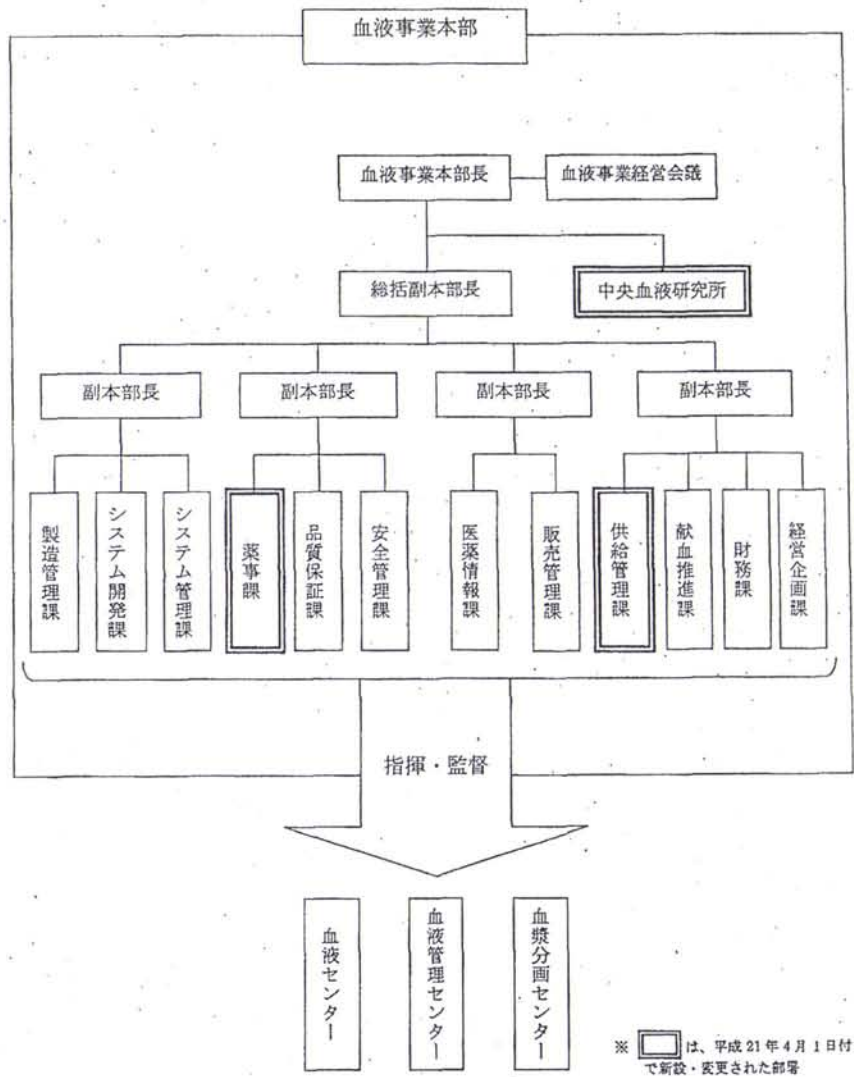 血液事業本部
血液事業本部長
血液事業経営会議
総括副本部長
中央血液研究所
副本部長
副本部長
副本部長
副本部長
製造管理課
システム開発課
システム管理課
薬事課
品質保証課
安全管理課
医薬情報課
販売管理課
供給管理課
献血推進課
財務課
経営企画課
指揮・監督
血液センター
血液管理センター
血漿分画センター
※ は、平成21年4月1日付
で新設・変更された部署